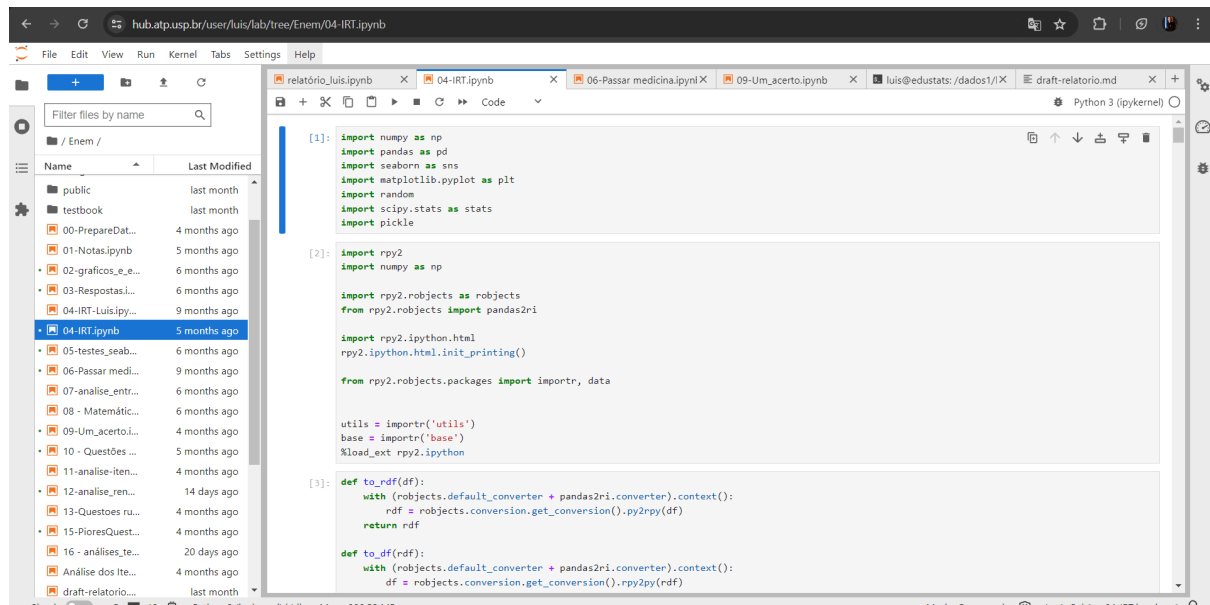 hub.atp.usp.br/user/luis/lab/tree/Enem/04-IRT.ipynb
File Edit View Run Kernel Tabs Settings Help
relatório_luis.ipynb
04-IRT.ipynb
06-Passar medicina.ipynl
09-Um_acerto.ipynb
luis@edustats: /dados1/l
draft-relatorio.md
Code
Python 3 (ipykernel)
Filter files by name
/ Enem /
Name Last Modified
public last month
testbook last month
00-PrepareDat... 4 months ago
01-Notas.ipynb 5 months ago
02-graficos_e_e... 6 months ago
03-Respostas.i... 6 months ago
04-IRT-Luis.ipy... 9 months ago
04-IRT.ipynb 5 months ago
05-testes_seab... 6 months ago
06-Passar medi... 9 months ago
07-analise_entr... 6 months ago
08 - Matemátic... 6 months ago
09-Um_acerto.i... 4 months ago
10 - Questões ... 5 months ago
11-analise-iten... 4 months ago
12-analise_ren... 14 days ago
13-Questoes ru... 4 months ago
15-PioresQuest... 4 months ago
16 - análises_te... 20 days ago
Análise dos Ite... 4 months ago
draft-relatorio.... last month
[1]: import numpy as np
import pandas as pd
import seaborn as sns
import matplotlib.pyplot as plt
import random
import scipy.stats as stats
import pickle
[2]: import rpy2
import numpy as np
import rpy2.robjects as robjects
from rpy2.robjects import pandas2ri
import rpy2.ipython.html
rpy2.ipython.html.init_printing()
from rpy2.robjects.packages import importr, data
utils = importr('utils')
base = importr('base')
%load_ext rpy2.ipython
[3]: def to_rdf(df):
with (robjects.default_converter + pandas2ri.converter).context():
rdf = robjects.conversion.get_conversion().py2rpy(df)
return rdf
def to_df(rdf):
with (robjects.default_converter + pandas2ri.converter).context():
df = robjects.conversion.get_conversion().rpy2py(rdf)